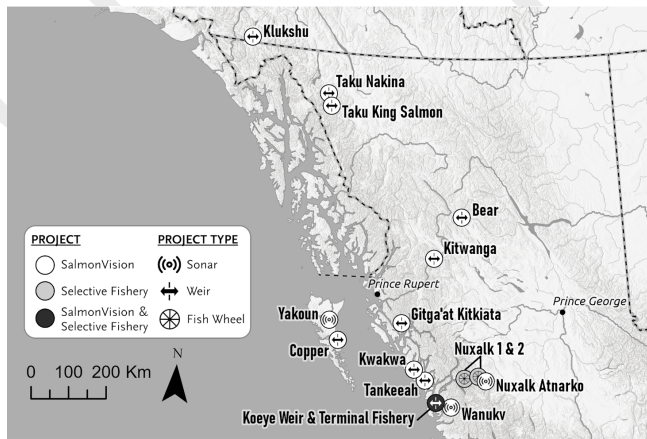 Klukshu
Taku Nakina
Taku King Salmon
Bear
Kitwanga
Prince Rupert
Prince George
Gitga'at Kitkiata
Yakoun
Copper
Kwakwa
Tankeeah
Nuxalk 1 & 2
Nuxalk Atnarko
Wanukv
Koeye Weir & Terminal Fishery
PROJECT
SalmonVision
Selective Fishery
SalmonVision &
Selective Fishery
PROJECT TYPE
Sonar
Weir
Fish Wheel
0 100 200 Km
N